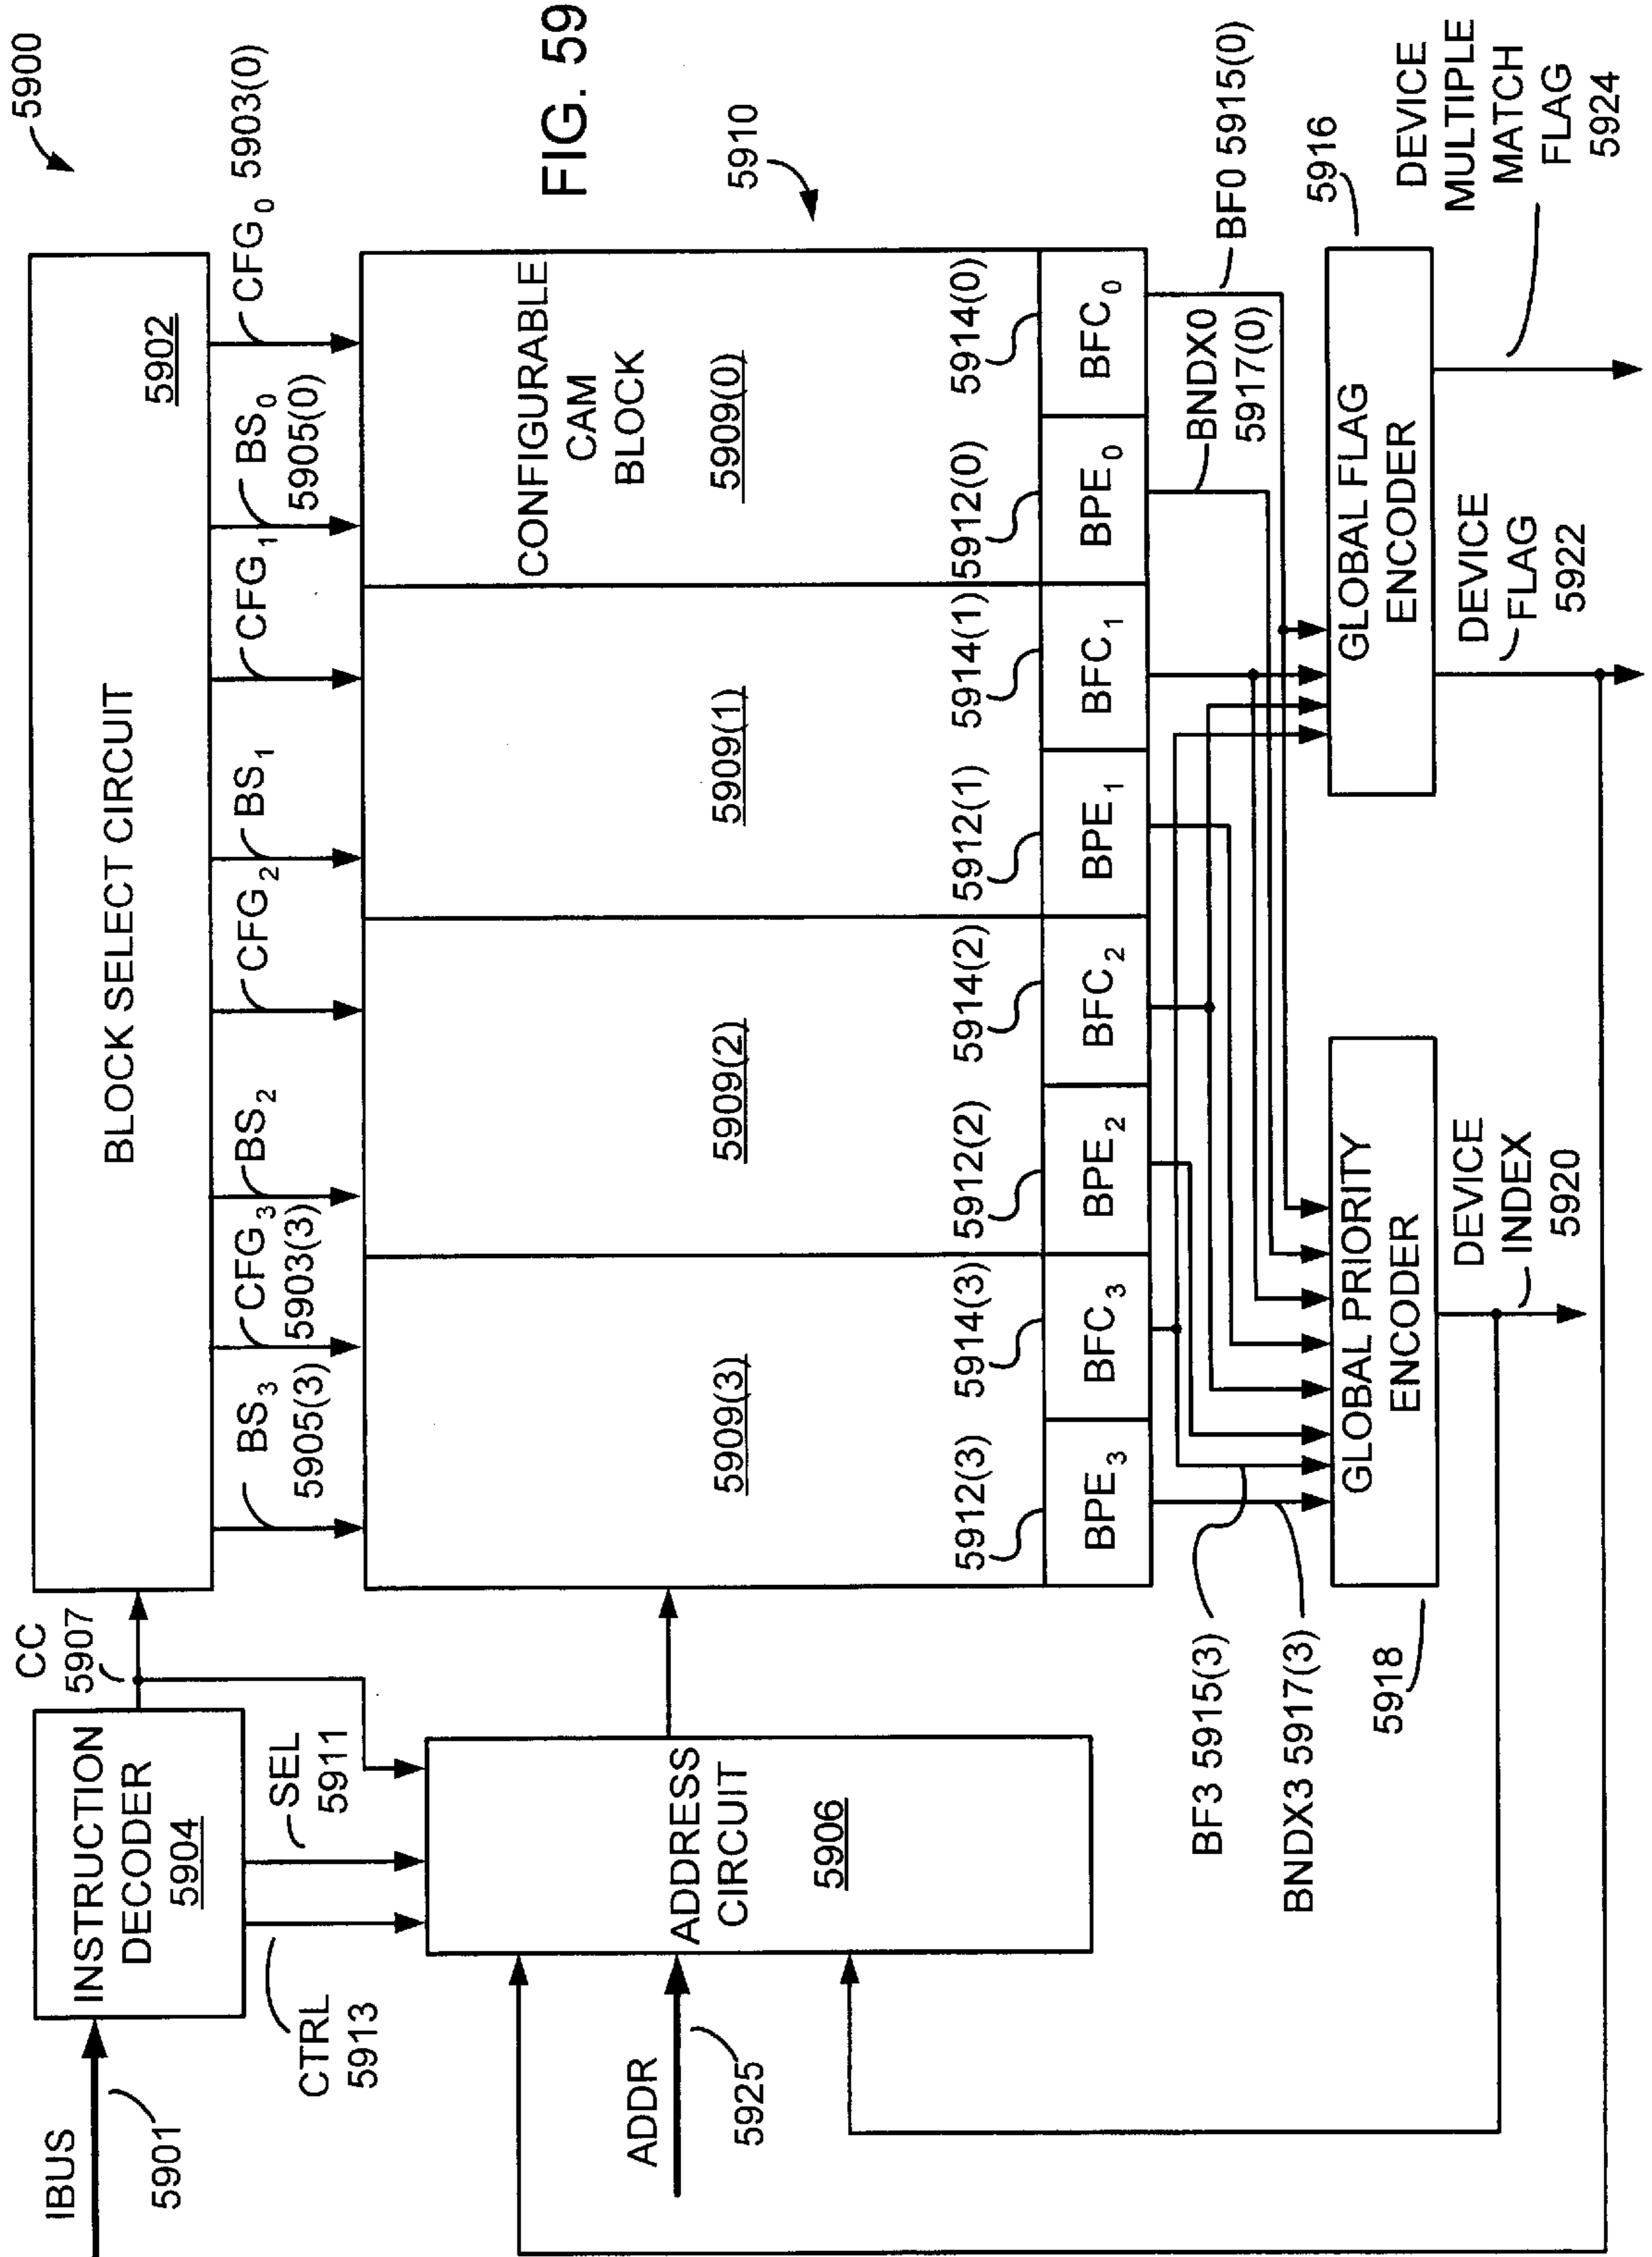 5900
IBUS
5901
INSTRUCTION
DECODER
5904
CC
5907
BLOCK SELECT CIRCUIT
5902
CTRL
5913
SEL
5911
BS3
5905(3)
CFG3
5903(3)
BS2
CFG2
BS1
CFG1
BS0
5905(0)
CFG0 5903(0)
FIG. 59
5910
ADDR
5925
ADDRESS
CIRCUIT
5906
CONFIGURABLE
CAM
BLOCK
5909(3)
5909(2)
5909(1)
5909(0)
5912(3)
5914(3)
5912(2)
5914(2)
5912(1)
5914(1)
5912(0)
5914(0)
BPE3
BFC3
BPE2
BFC2
BPE1
BFC1
BPE0
BFC0
BF3 5915(3)
BNDX3 5917(3)
BNDX0
5917(0)
BF0 5915(0)
5918
GLOBAL PRIORITY
ENCODER
GLOBAL FLAG
ENCODER
5916
DEVICE
INDEX
5920
DEVICE
FLAG
5922
DEVICE
MULTIPLE
MATCH
FLAG
5924